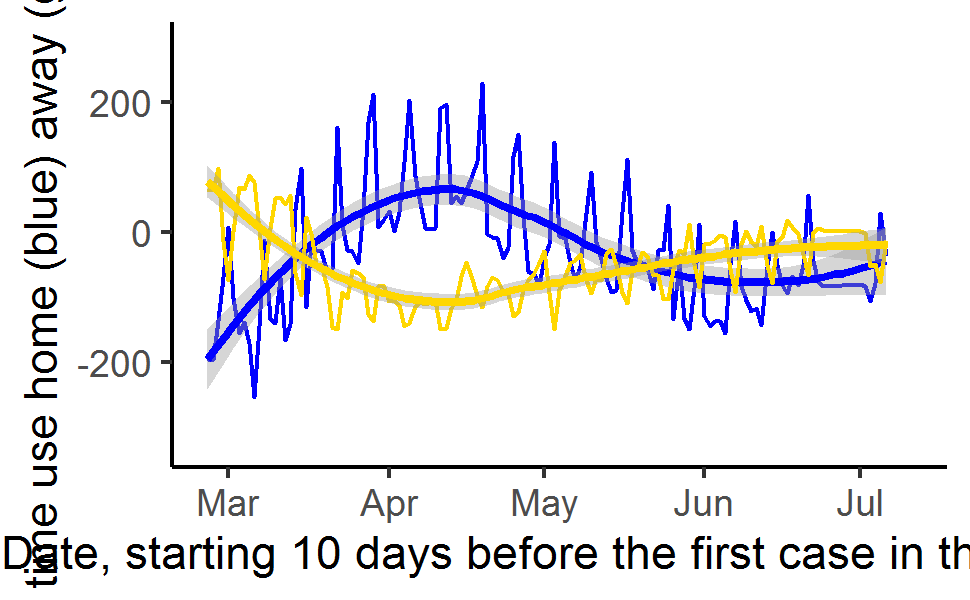 time use home (blue) away (
200
0
-200
Mar Apr May Jun Jul
Date, starting 10 days before the first case in th